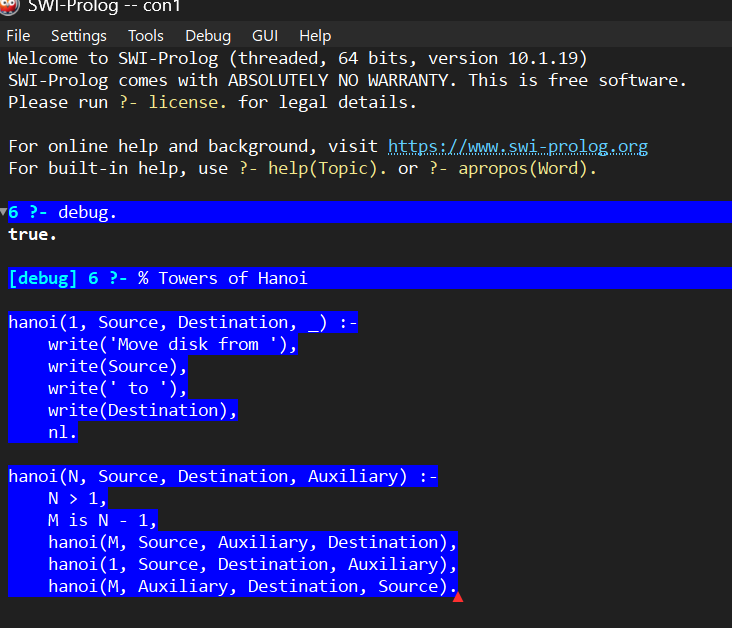 SWI-Prolog -- con1
File Settings Tools Debug GUI Help
Welcome to SWI-Prolog (threaded, 64 bits, version 10.1.19)
SWI-Prolog comes with ABSOLUTELY NO WARRANTY. This is free software.
Please run ?- license. for legal details.
For online help and background, visit https://www.swi-prolog.org
For built-in help, use ?- help(Topic). or ?- apropos(Word).
6 ?- debug.
true.
[debug] 6 ?- % Towers of Hanoi
hanoi(1, Source, Destination, _) :-
    write('Move disk from '),
    write(Source),
    write(' to '),
    write(Destination),
    nl.
hanoi(N, Source, Destination, Auxiliary) :-
    N > 1,
    M is N - 1,
    hanoi(M, Source, Auxiliary, Destination),
    hanoi(1, Source, Destination, Auxiliary),
    hanoi(M, Auxiliary, Destination, Source).